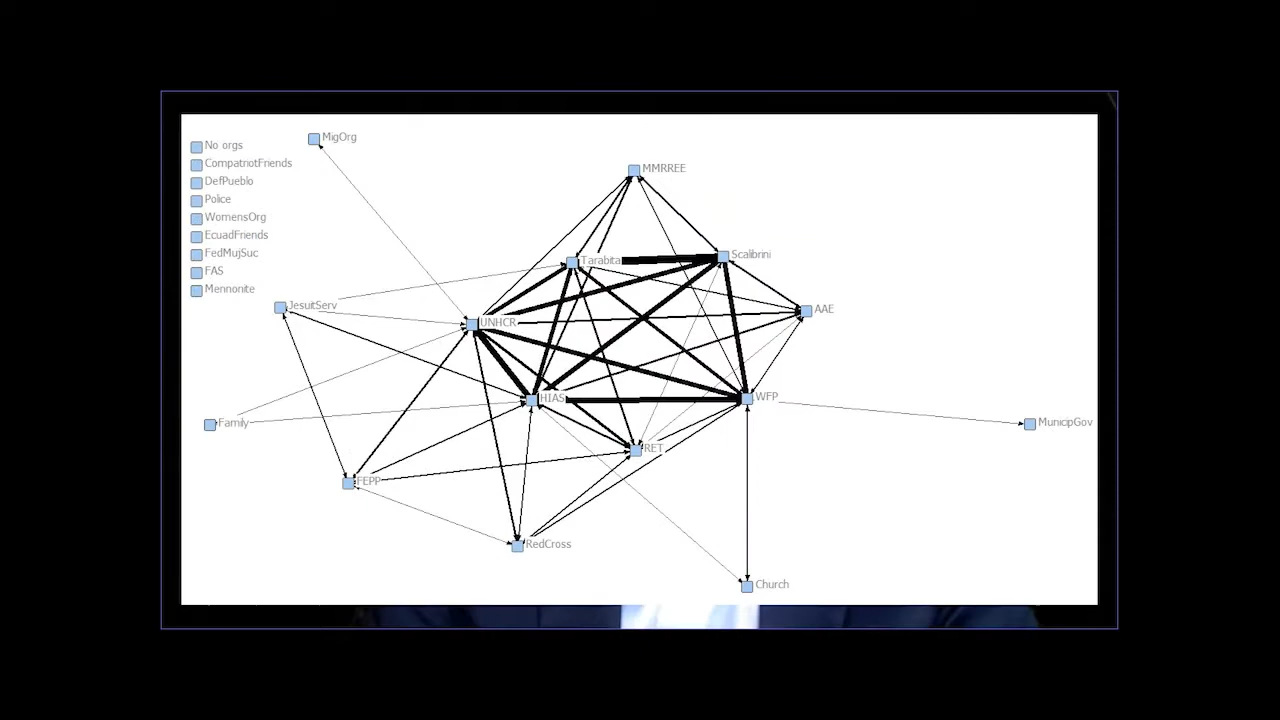 No orgs
CompatriotFriends
DefPueblo
Police
WomensOrg
EcuadFriends
FedMujSuc
FAS
Mennonite
MigOrg
MMRREE
Tarabita
Scalibrini
JesuitServ
UNHCR
AAE
HIAS
WFP
Family
MunicipGov
RET
FEPP
RedCross
Church